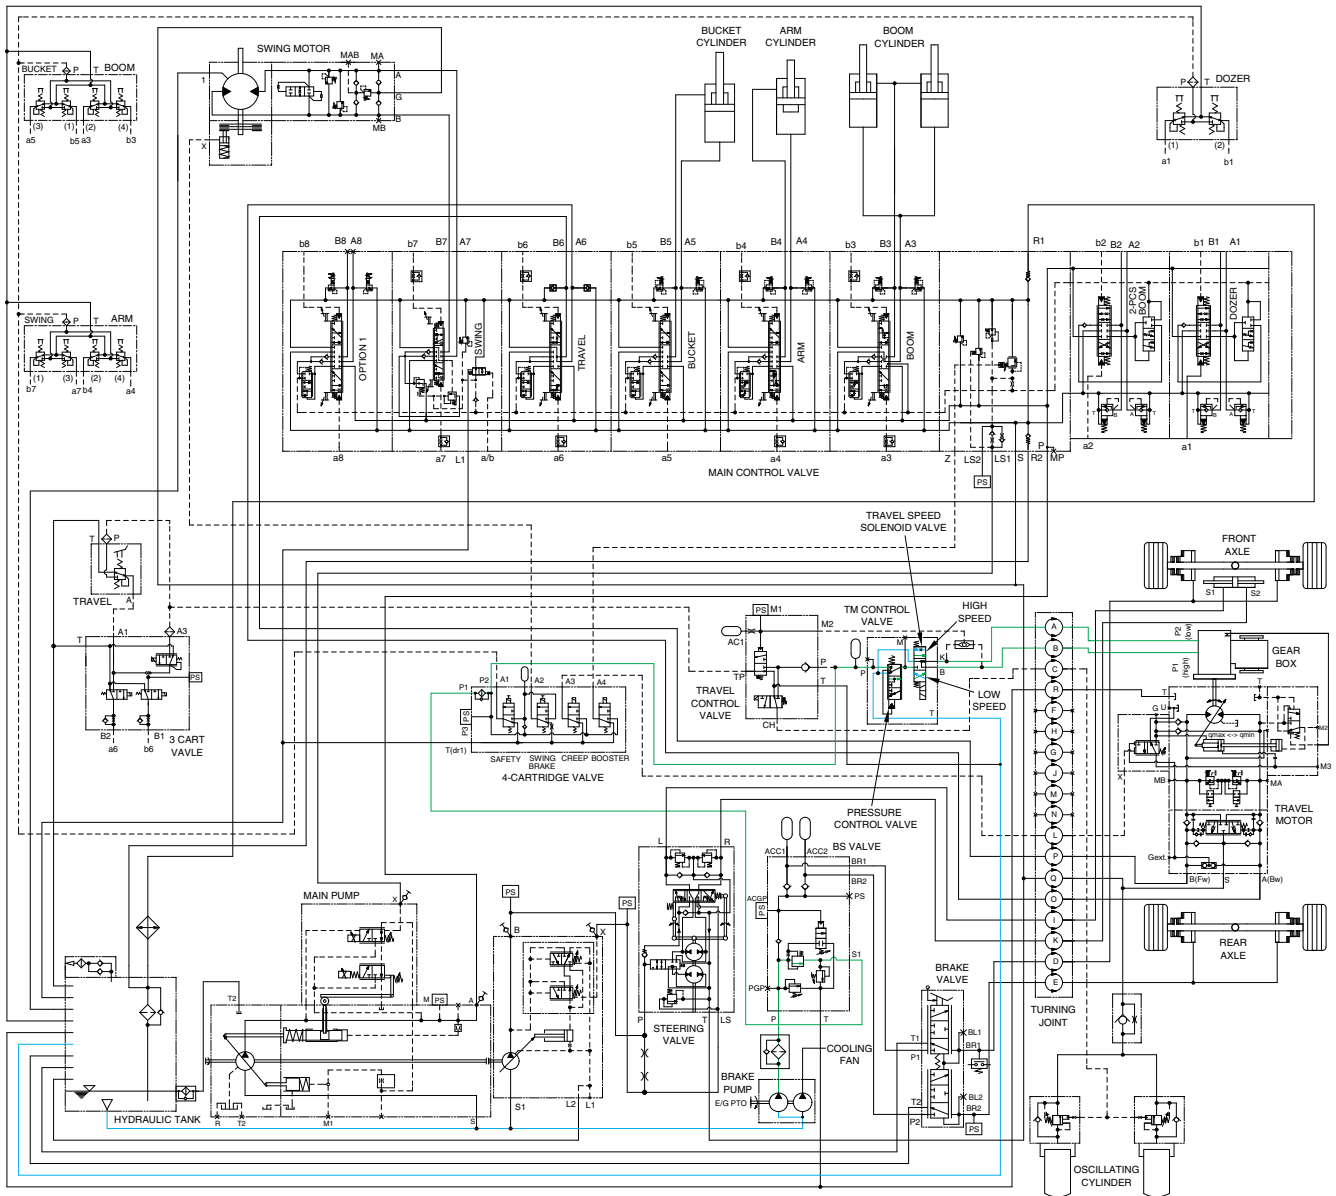 BUCKET
CYLINDER
ARM
CYLINDER
BOOM
CYLINDER
SWING MOTOR
MAB
MA
A
G
B
MB
1
X
BUCKET
P
T
BOOM
(3)
(1)
(2)
(4)
a5
b5
a3
b3
P
T
DOZER
(1)
(2)
a1
b1
SWING
P
T
ARM
(1)
(3)
(2)
(4)
b7
a7
b4
a4
b8
B8
A8
b7
B7
A7
b6
B6
A6
b5
B5
A5
b4
B4
A4
b3
B3
A3
R1
b2
B2
A2
b1
B1
A1
OPTION 1
SWING
TRAVEL
BUCKET
ARM
BOOM
2-PCS
BOOM
DOZER
T
B
A
T
T
B
A
T
a8
a7
L1
a/b
a6
a5
a4
a3
Z
LS2
LS1
S
R2
P
MP
a2
a1
PS
MAIN CONTROL VALVE
TRAVEL SPEED
SOLENOID VALVE
T
P
A
TRAVEL
T
A1
A3
PS
B2
B1
a6
b6
3 CART
VAVLE
PS
M1
M2
AC1
TP
P
T
CH
TRAVEL
CONTROL
VALVE
TM CONTROL
VALVE
HIGH
SPEED
M
K
B
P
T
LOW
SPEED
PRESSURE
CONTROL VALVE
P1
P2
A1
A2
A3
A4
PS
P3
T(dr1)
SAFETY
SWING
BRAKE
CREEP
BOOSTER
4-CARTRIDGE VALVE
FRONT
AXLE
S1
S2
A
B
C
R
F
H
G
J
M
N
L
P
Q
O
I
K
D
E
TURNING
JOINT
P2
(low)
P1
(high)
GEAR
BOX
T
T
G
U
qmax <-> qmin
M2
M3
X
MB
MA
TRAVEL
MOTOR
Gext.
B(Fw)
S
A(Bw)
REAR
AXLE
MAIN PUMP
X
T2
M
PS
A
M
R
T2
M1
S
HYDRAULIC TANK
PS
B
X
S1
L2
L1
PS
L
R
P
T
LS
STEERING
VALVE
BS VALVE
ACC1
ACC2
BR1
BR2
PS
ACGP
PS
S1
PGP
P
T
COOLING
FAN
BRAKE
PUMP
E/G PTO
BRAKE
VALVE
T1
P1
BL1
BR1
T2
P2
BL2
BR2
PS
OSCILLATING
CYLINDER